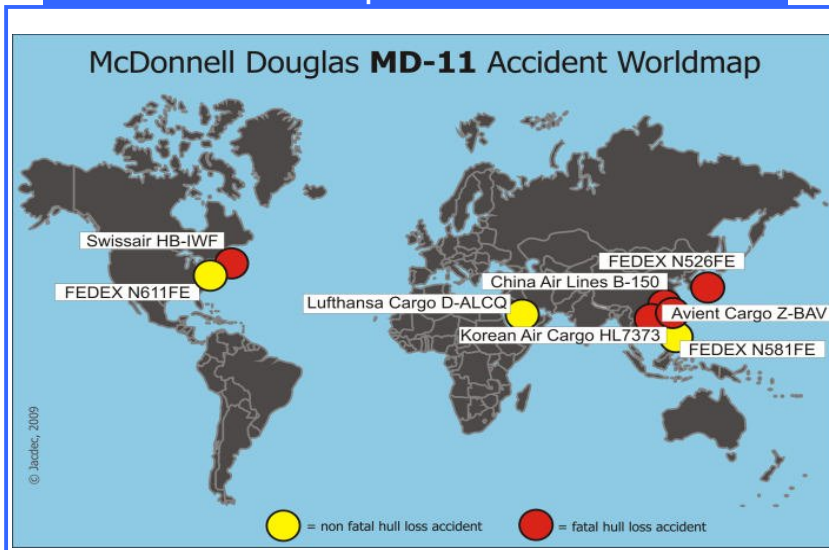 McDonnell Douglas MD-11 Accident Worldmap
Swissair HB-IWF
FEDEX N526FE
China Air Lines B-150
FEDEX N611FE
Lufthansa Cargo D-ALCQ
Avient Cargo Z-BAV
Korean Air Cargo HL7373
FEDEX N581FE
© Jacdec, 2009
= non fatal hull loss accident
= fatal hull loss accident